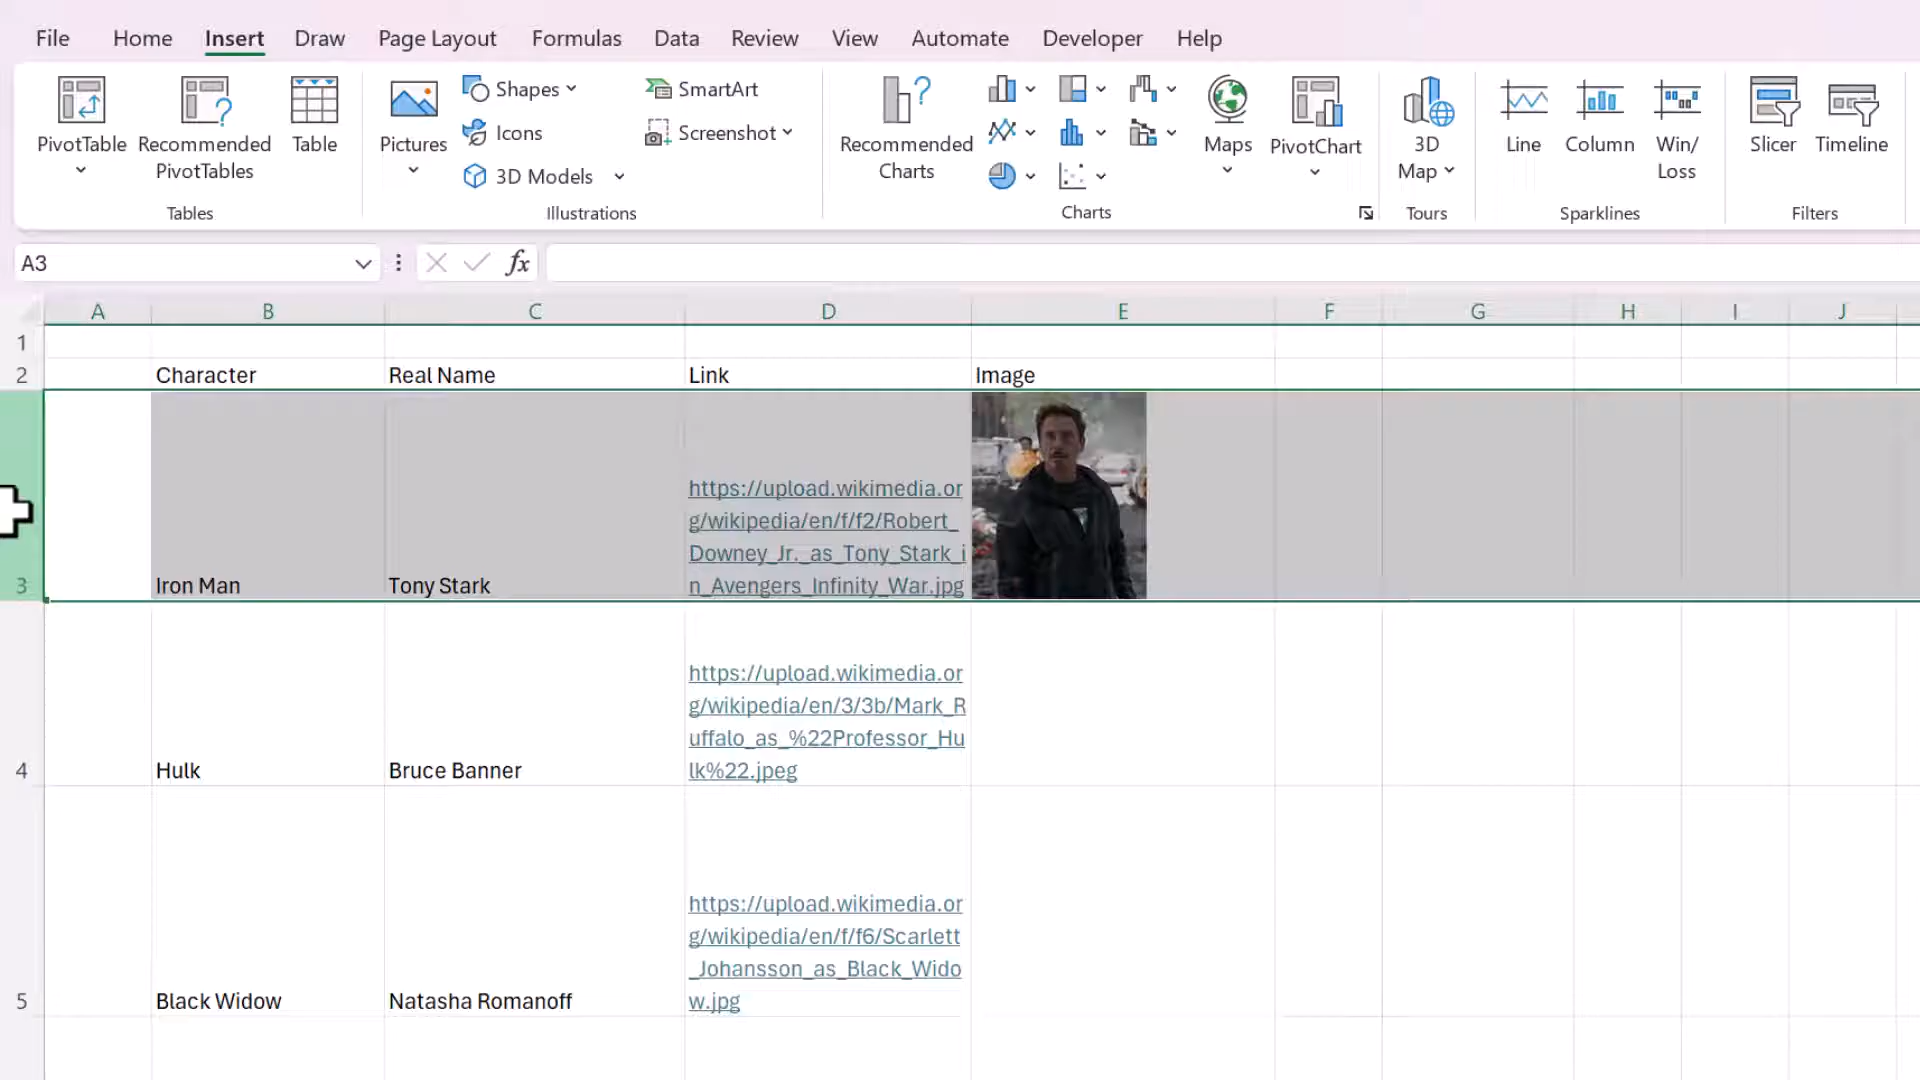 File Home Insert Draw Page Layout Formulas Data Review View Automate Developer Help
PivotTable
Recommended
PivotTables
Table
Tables
Pictures
Shapes
Icons
3D Models
SmartArt
Screenshot
Illustrations
Recommended
Charts
Maps
PivotChart
Charts
3D
Map
Tours
Line
Column
Win/
Loss
Sparklines
Slicer
Timeline
Filters
A3
fx
A B C D E F G H I J
1
2 Character Real Name Link Image
https://upload.wikimedia.or
g/wikipedia/en/f/f2/Robert_
Downey_Jr._as_Tony_Stark_i
3 Iron Man Tony Stark n_Avengers_Infinity_War.jpg
https://upload.wikimedia.or
g/wikipedia/en/3/3b/Mark_R
uffalo_as_%22Professor_Hu
4 Hulk Bruce Banner lk%22.jpeg
https://upload.wikimedia.or
g/wikipedia/en/f/f6/Scarlett
_Johansson_as_Black_Wido
5 Black Widow Natasha Romanoff w.jpg